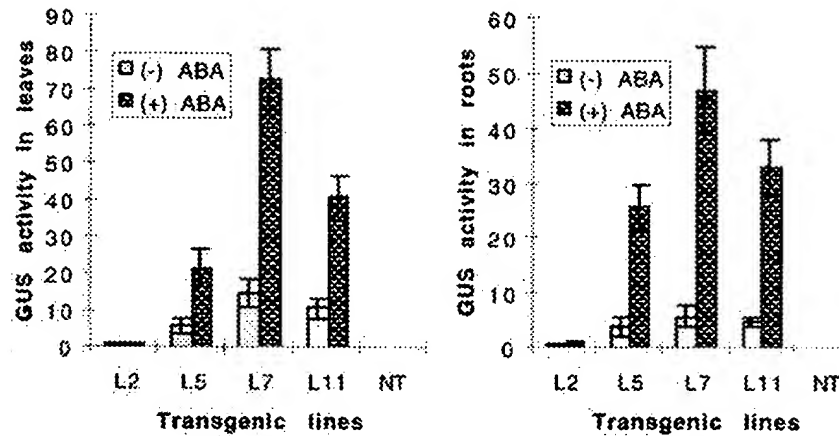 GUS activity in leaves
90
80
70
60
50
40
30
20
10
0
(-) ABA
(+) ABA
L2 L5 L7 L11 NT
Transgenic lines
GUS activity in roots
60
50
40
30
20
10
0
(-) ABA
(+) ABA
L2 L5 L7 L11 NT
Transgenic lines